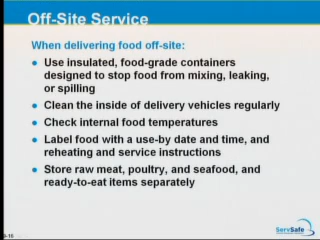 Off-Site Service
When delivering food off-site:
● Use insulated, food-grade containers
designed to stop food from mixing, leaking,
or spilling
● Clean the inside of delivery vehicles regularly
● Check internal food temperatures
● Label food with a use-by date and time, and
reheating and service instructions
● Store raw meat, poultry, and seafood, and
ready-to-eat items separately
ServSafe